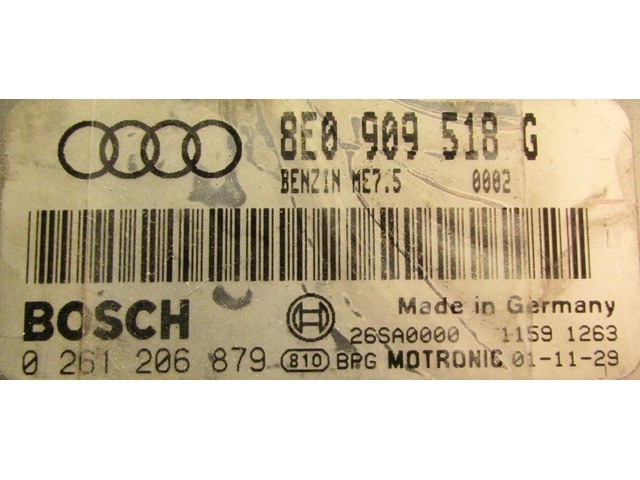 8E0 909 518 G
BENZIN ME7.5 0002
BOSCH Made in Germany
26SA0000 1159 1263
0 261 206 879 810 BPG MOTRONIC 01-11-29